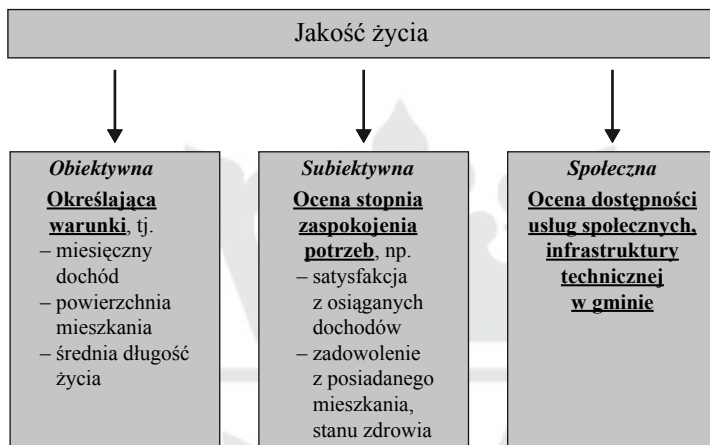 Jakość życia
Obiektywna
Określająca
warunki, tj.
– miesięczny
dochód
– powierzchnia
mieszkania
– średnia długość
życia
Subiektywna
Ocena stopnia
zaspokojenia
potrzeb, np.
– satysfakcja
z osiąganych
dochodów
– zadowolenie
z posiadanego
mieszkania,
stanu zdrowia
Społeczna
Ocena dostępności
usług społecznych,
infrastruktury
technicznej
w gminie